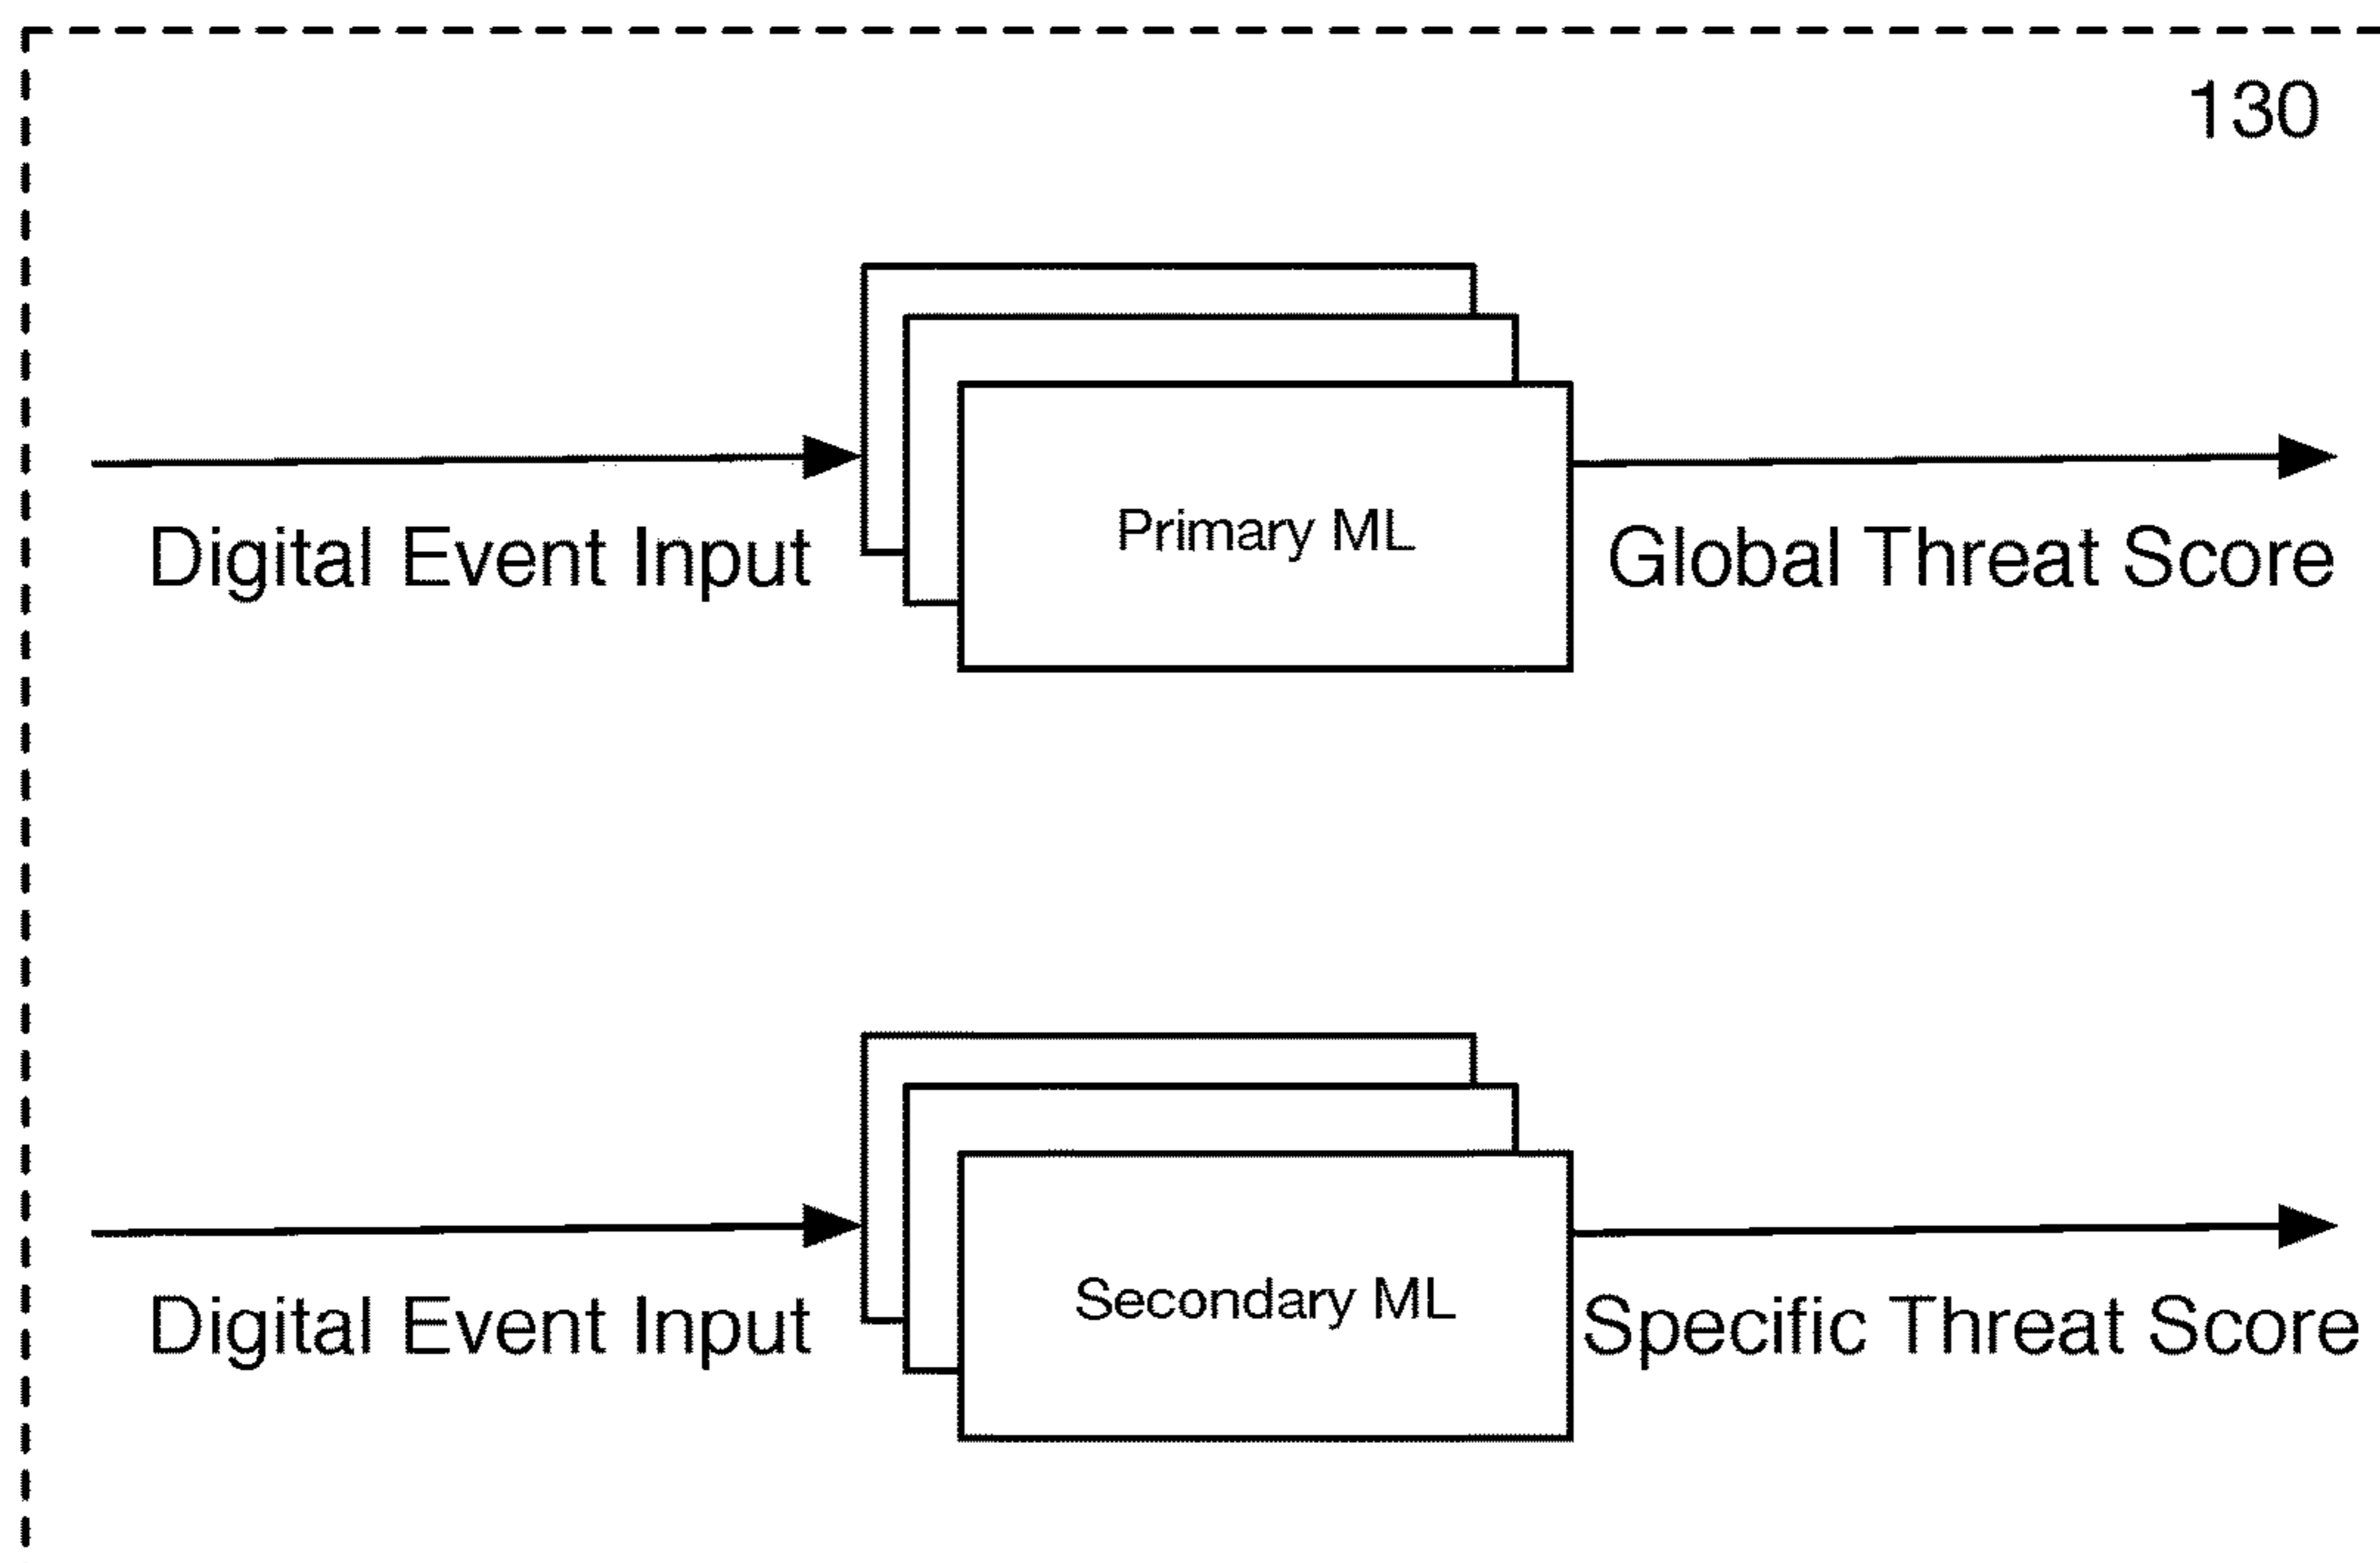 130
Primary ML
Digital Event Input
Global Threat Score
Secondary ML
Digital Event Input
Specific Threat Score